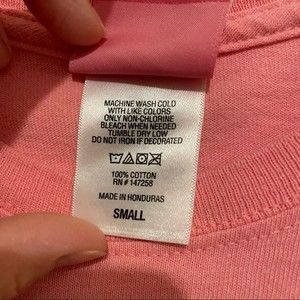 MACHINE WASH COLD
WITH LIKE COLORS
ONLY NON-CHLORINE
BLEACH WHEN NEEDED
TUMBLE DRY LOW
DO NOT IRON IF DECORATED
100% COTTON
RN # 147258
MADE IN HONDURAS
SMALL